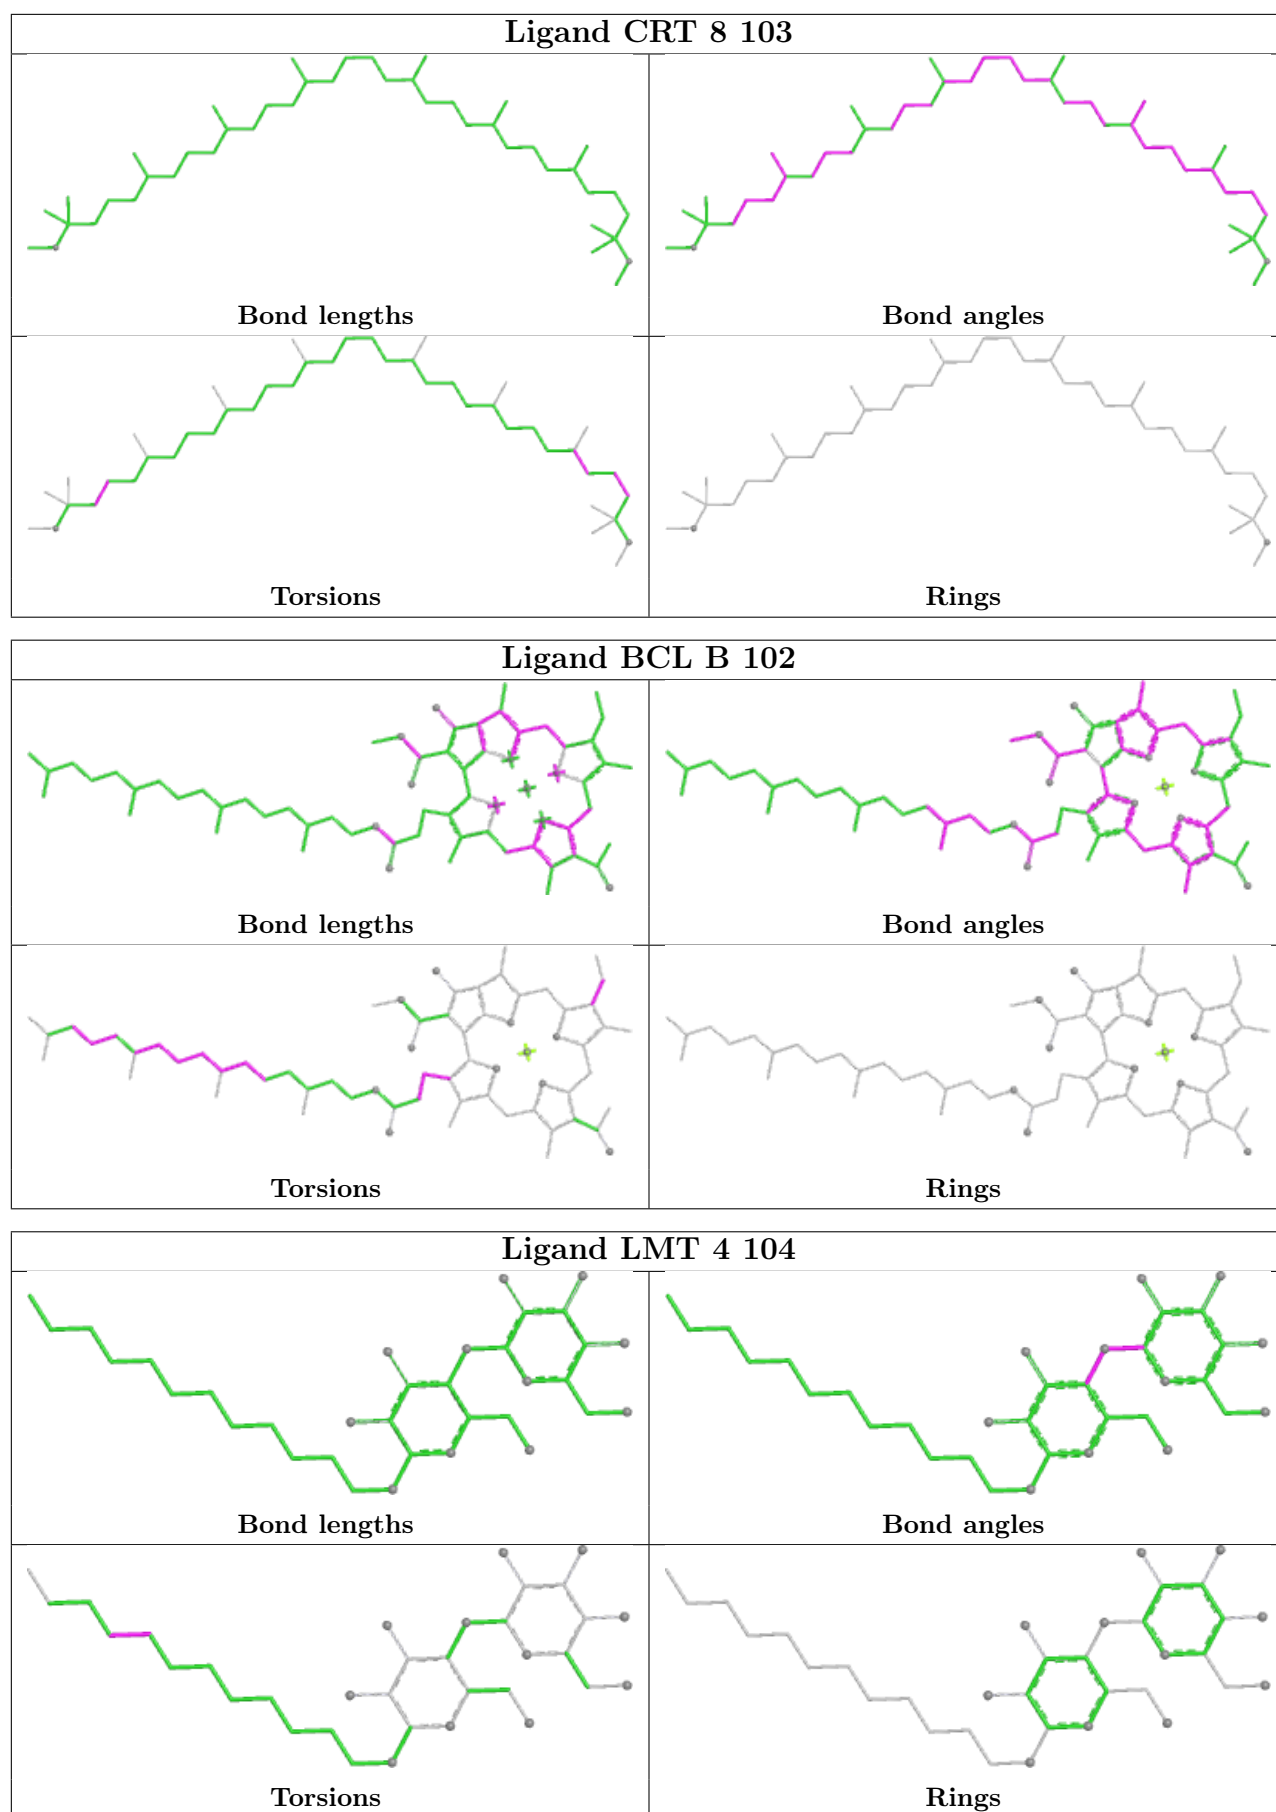 Ligand CRT 8 103
Bond lengths
Bond angles
Torsions
Rings
Ligand BCL B 102
Bond lengths
Bond angles
Torsions
Rings
Ligand LMT 4 104
Bond lengths
Bond angles
Torsions
Rings